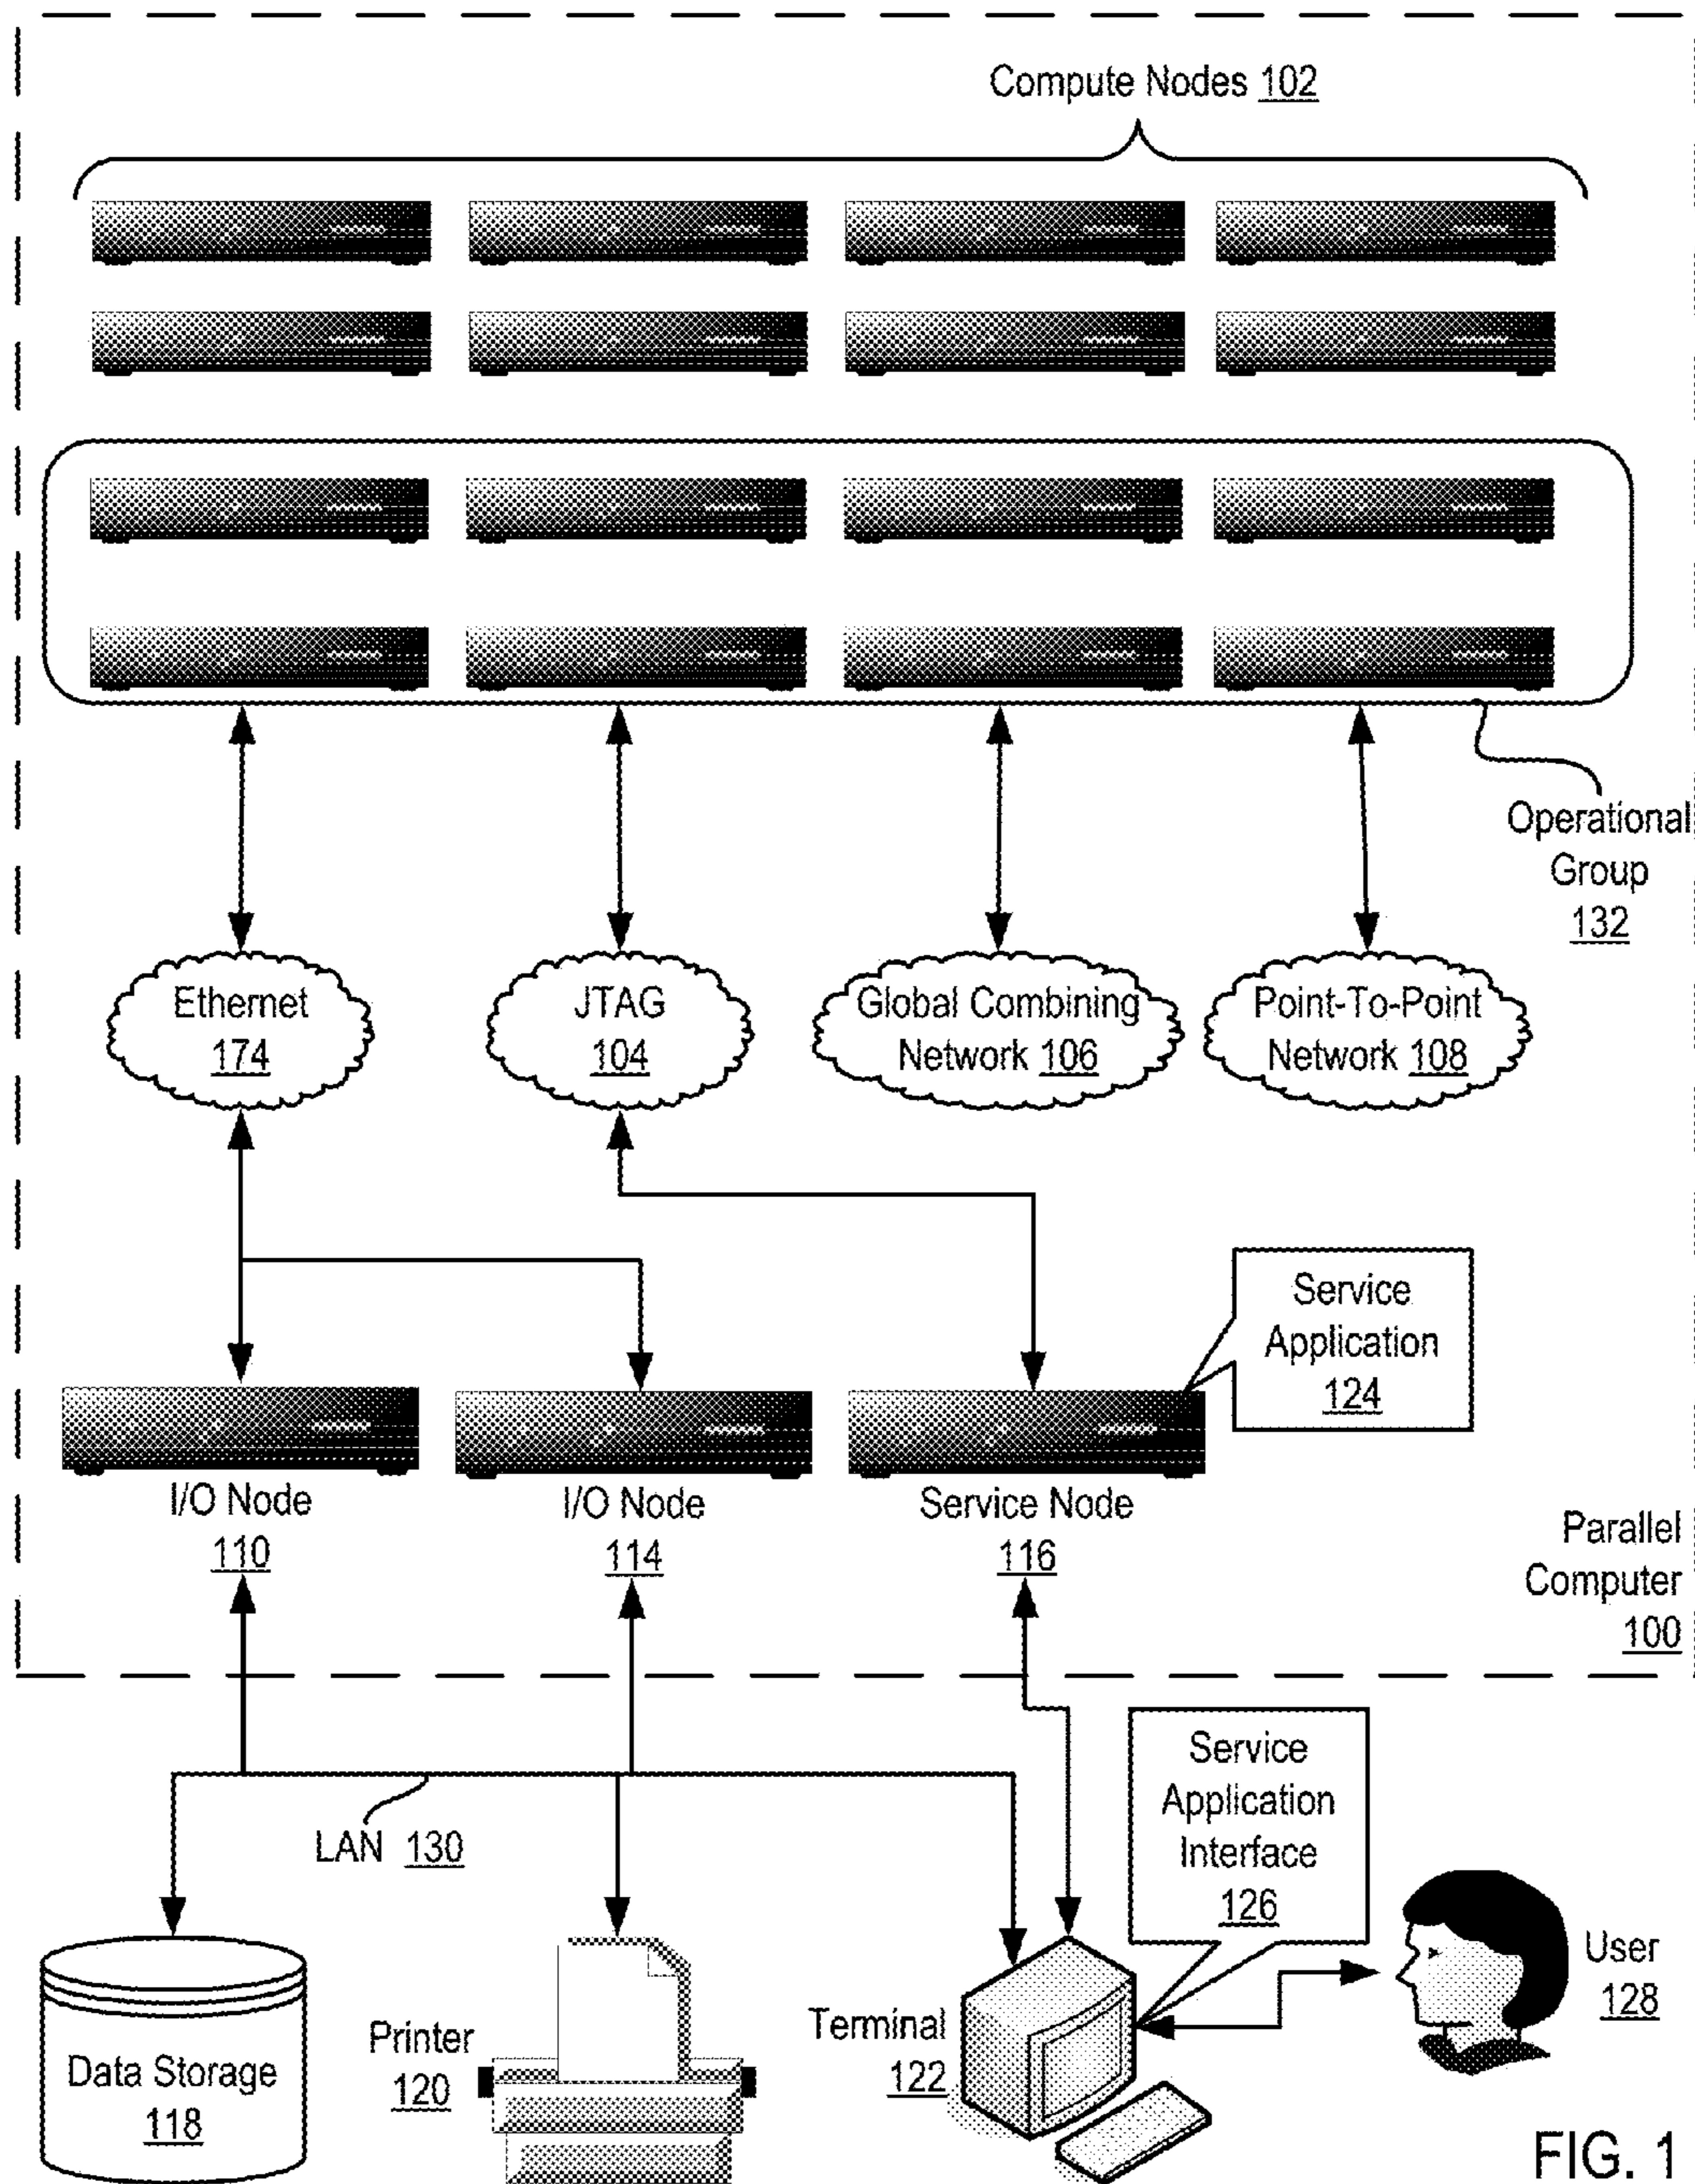 Compute Nodes 102
Operational
Group
132
Ethernet
174
JTAG
104
Global Combining
Network 106
Point-To-Point
Network 108
Service
Application
124
I/O Node
110
I/O Node
114
Service Node
116
Parallel
Computer
100
Service
Application
Interface
126
LAN 130
User
128
Data Storage
118
Printer
120
Terminal
122
FIG. 1